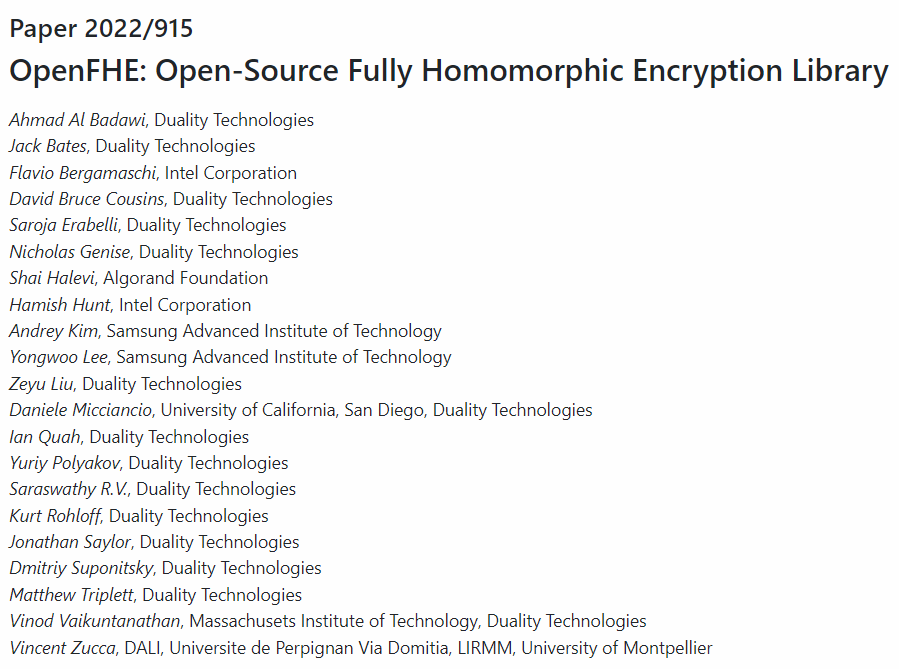 Paper 2022/915
OpenFHE: Open-Source Fully Homomorphic Encryption Library
Ahmad Al Badawi, Duality Technologies
Jack Bates, Duality Technologies
Flavio Bergamaschi, Intel Corporation
David Bruce Cousins, Duality Technologies
Saroja Erabelli, Duality Technologies
Nicholas Genise, Duality Technologies
Shai Halevi, Algorand Foundation
Hamish Hunt, Intel Corporation
Andrey Kim, Samsung Advanced Institute of Technology
Yongwoo Lee, Samsung Advanced Institute of Technology
Zeyu Liu, Duality Technologies
Daniele Micciancio, University of California, San Diego, Duality Technologies
Ian Quah, Duality Technologies
Yuriy Polyakov, Duality Technologies
Saraswathy R.V., Duality Technologies
Kurt Rohloff, Duality Technologies
Jonathan Saylor, Duality Technologies
Dmitriy Suponitsky, Duality Technologies
Matthew Triplett, Duality Technologies
Vinod Vaikuntanathan, Massachusets Institute of Technology, Duality Technologies
Vincent Zucca, DALI, Universite de Perpignan Via Domitia, LIRMM, University of Montpellier